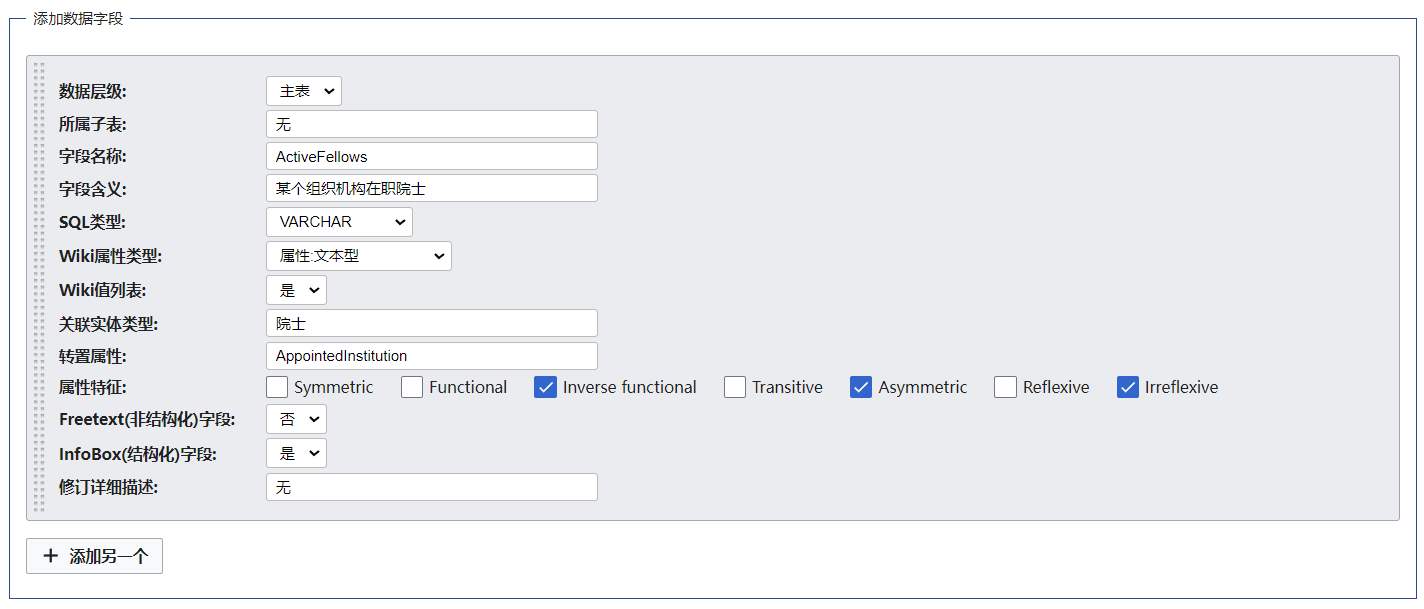 添加数据字段
数据层级: 主表
所属子表: 无
字段名称: ActiveFellows
字段含义: 某个组织机构在职院士
SQL类型: VARCHAR
Wiki属性类型: 属性:文本型
Wiki值列表: 是
关联实体类型: 院士
转置属性: AppointedInstitution
属性特征: Symmetric Functional Inverse functional Transitive Asymmetric Reflexive Irreflexive
Freetext(非结构化)字段: 否
InfoBox(结构化)字段: 是
修订详细描述: 无
+ 添加另一个